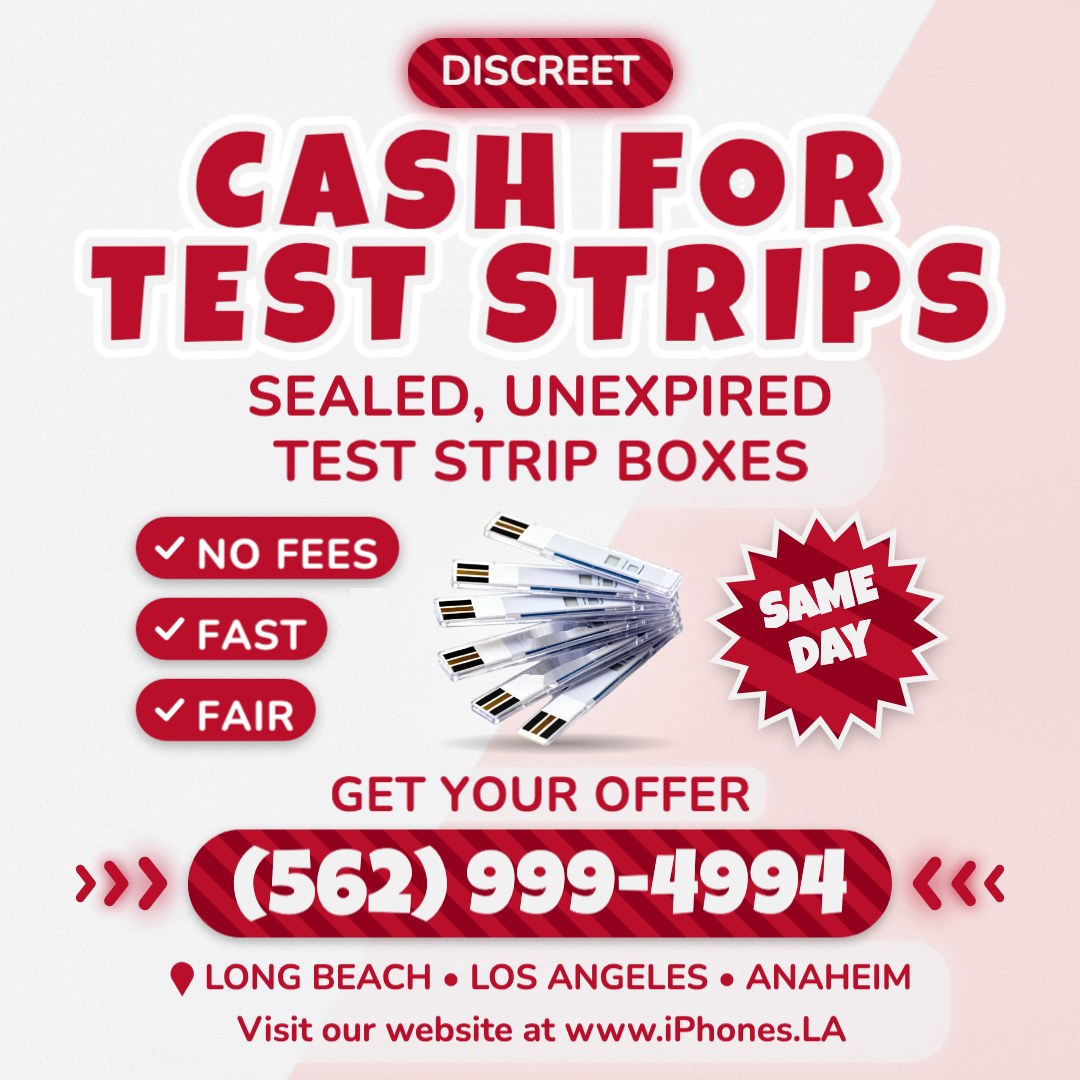 DISCREET
CASH FOR
TEST STRIPS
SEALED, UNEXPIRED
TEST STRIP BOXES
✓ NO FEES
✓ FAST
✓ FAIR
SAME
DAY
GET YOUR OFFER
(562) 999-4994
LONG BEACH • LOS ANGELES • ANAHEIM
Visit our website at www.iPhones.LA